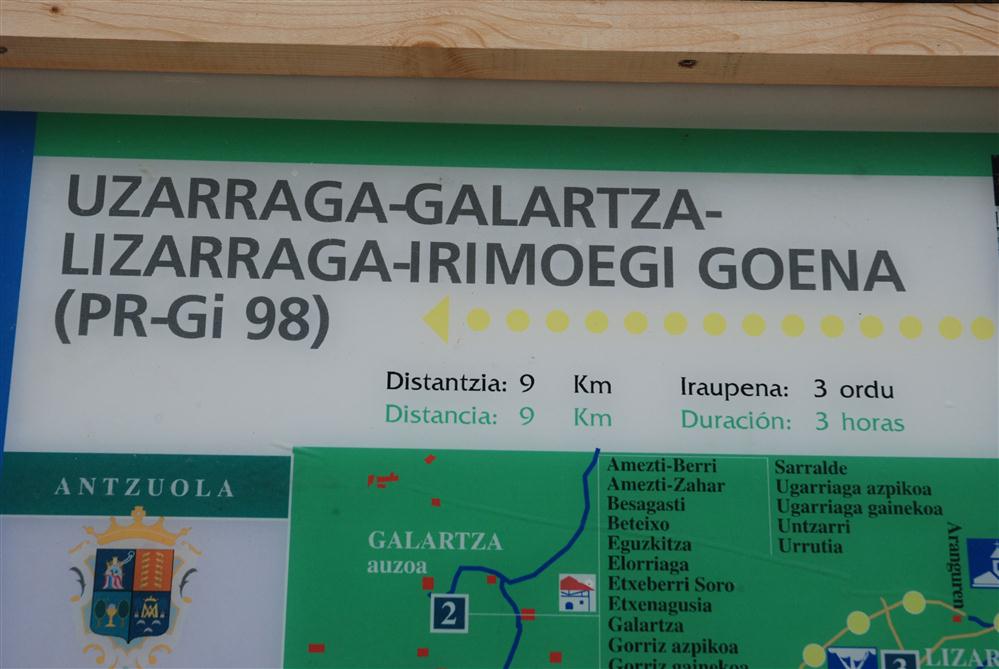 UZARRAGA-GALARTZA-
LIZARRAGA-IRIMOEGI GOENA
(PR-Gi 98)
Distantzia: 9 Km Iraupena: 3 ordu
Distancia: 9 Km Duración: 3 horas
ANTZUOLA
GALARTZA
auzoa
2
Amezti-Berri
Amezti-Zahar
Besagasti
Beteixo
Eguzkitza
Elorriaga
Etxeberri Soro
Etxenagusia
Galartza
Gorriz azpikoa
Gorriz gainekoa
Sarralde
Ugarriaga azpikoa
Ugarriaga gainekoa
Untzarri
Urrutia
Aranguren